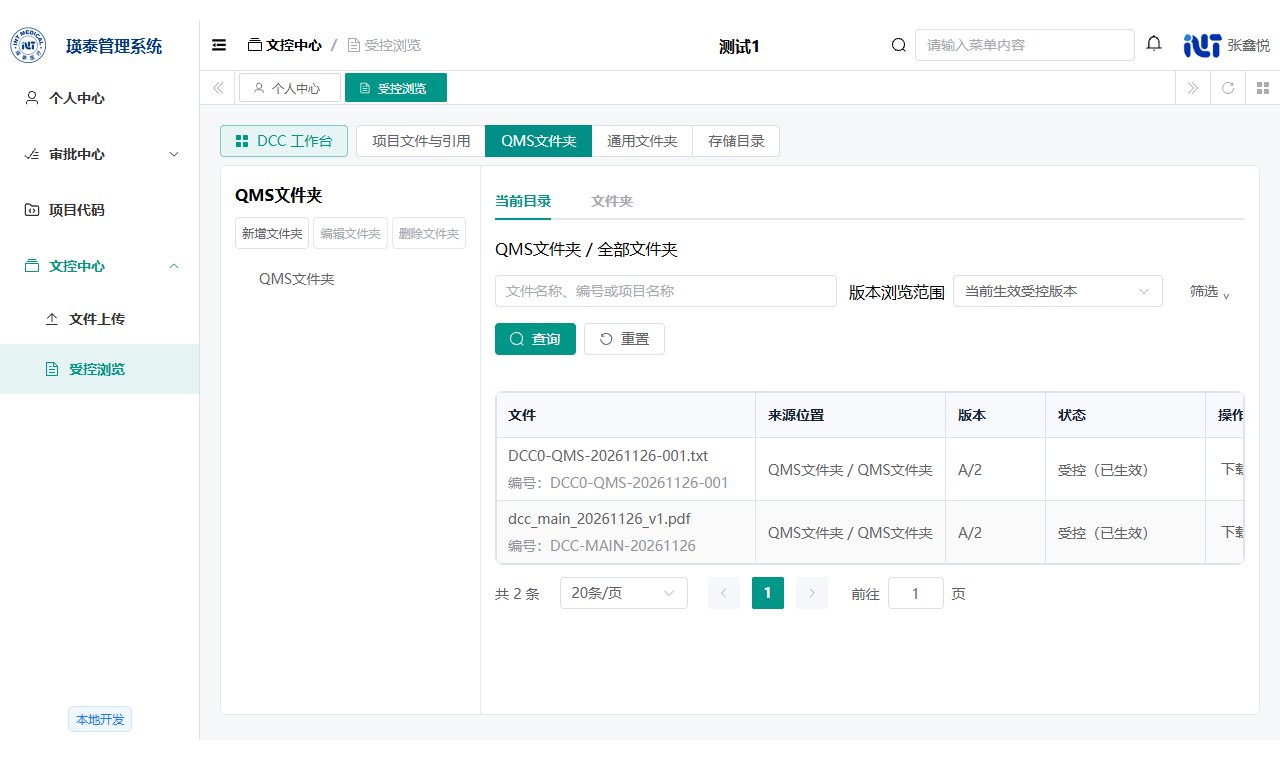 瑛泰管理系统
个人中心
审批中心
项目代码
文控中心
文件上传
受控浏览
本地开发
文控中心 / 受控浏览
测试1
请输入菜单内容
张鑫悦
个人中心
受控浏览
DCC 工作台
项目文件与引用
QMS文件夹
通用文件夹
存储目录
QMS文件夹
新增文件夹
编辑文件夹
删除文件夹
QMS文件夹
当前目录
文件夹
QMS文件夹 / 全部文件夹
文件名称、编号或项目名称
版本浏览范围
当前生效受控版本
筛选
查询
重置
文件 来源位置 版本 状态 操作
DCC0-QMS-20261126-001.txt
编号：DCC0-QMS-20261126-001
QMS文件夹 / QMS文件夹 A/2 受控（已生效） 下载
dcc_main_20261126_v1.pdf
编号：DCC-MAIN-20261126
QMS文件夹 / QMS文件夹 A/2 受控（已生效） 下载
共 2 条 20条/页 1 前往 1 页